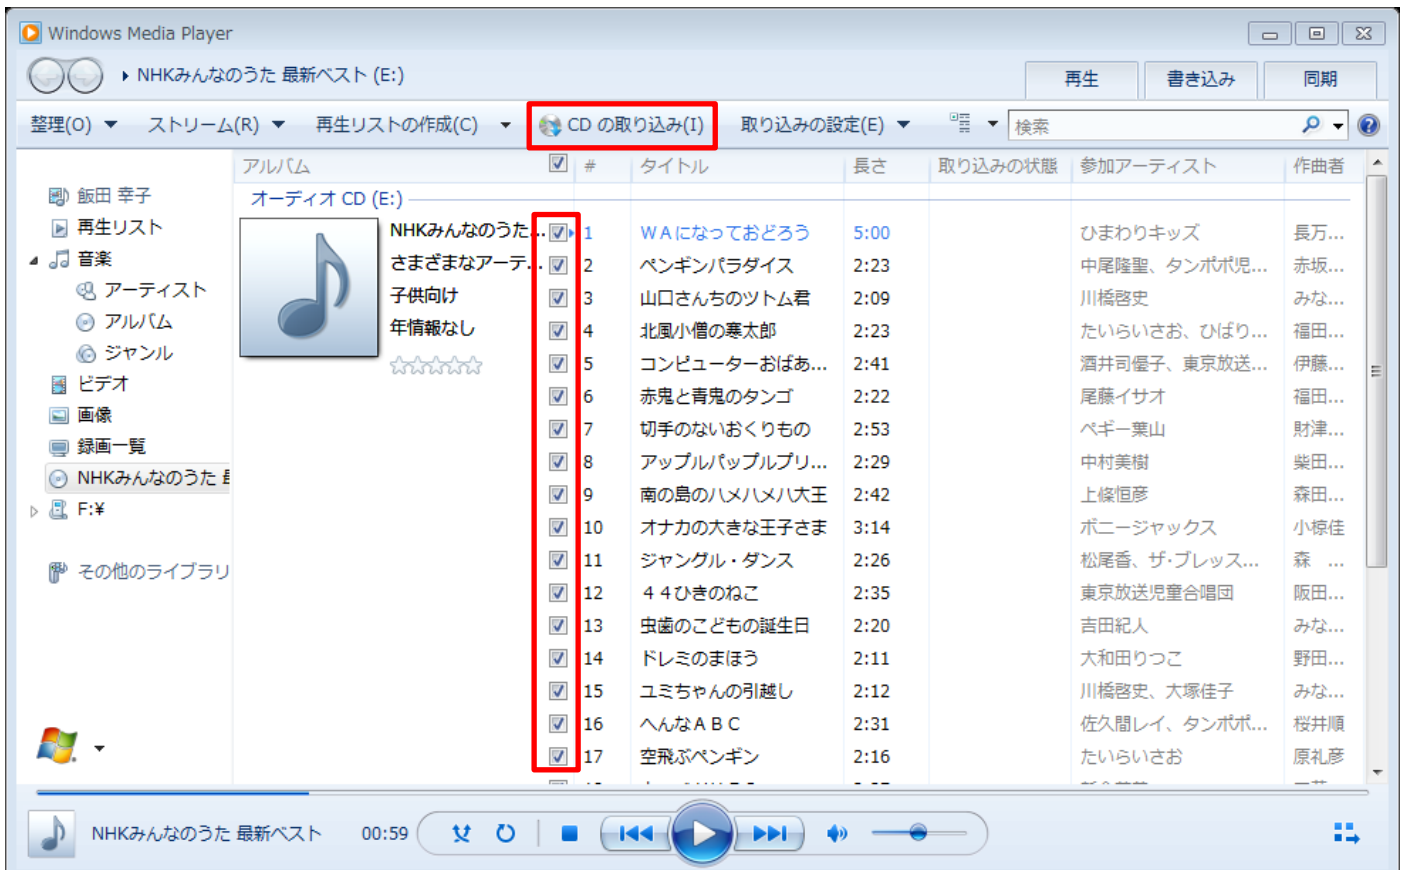 Windows Media Player
NHKみんなのうた 最新ベスト (E:)
再生 書き込み 同期
整理(O) ストリーム(R) 再生リストの作成(C) CD の取り込み(I) 取り込みの設定(E) 検索
アルバム # タイトル 長さ 取り込みの状態 参加アーティスト 作曲者
飯田 幸子
再生リスト
音楽
アーティスト
アルバム
ジャンル
ビデオ
画像
録画一覧
NHKみんなのうた 最
F:¥
その他のライブラリ
オーディオ CD (E:)
NHKみんなのうた...
さまざまなアーテ...
子供向け
年情報なし
1 ＷＡになっておどろう 5:00 ひまわりキッズ 長万...
2 ペンギンパラダイス 2:23 中尾隆聖、タンポポ児... 赤坂...
3 山口さんちのツトム君 2:09 川橋啓史 みな...
4 北風小僧の寒太郎 2:23 たいらいさお、ひばり... 福田...
5 コンピューターおばあ... 2:41 酒井司優子、東京放送... 伊藤...
6 赤鬼と青鬼のタンゴ 2:22 尾藤イサオ 福田...
7 切手のないおくりもの 2:53 ペギー葉山 財津...
8 アップルパップルプリ... 2:29 中村美樹 柴田...
9 南の島のハメハメハ大王 2:42 上條恒彦 森田...
10 オナカの大きな王子さま 3:14 ボニージャックス 小椋佳
11 ジャングル・ダンス 2:26 松尾香、ザ・ブレッス... 森 ...
12 ４４ひきのねこ 2:35 東京放送児童合唱団 阪田...
13 虫歯のこどもの誕生日 2:20 吉田紀人 みな...
14 ドレミのまほう 2:11 大和田りつこ 野田...
15 ユミちゃんの引越し 2:12 川橋啓史、大塚佳子 みな...
16 へんなＡＢＣ 2:31 佐久間レイ、タンポポ... 桜井順
17 空飛ぶペンギン 2:16 たいらいさお 原礼彦
NHKみんなのうた 最新ベスト 00:59